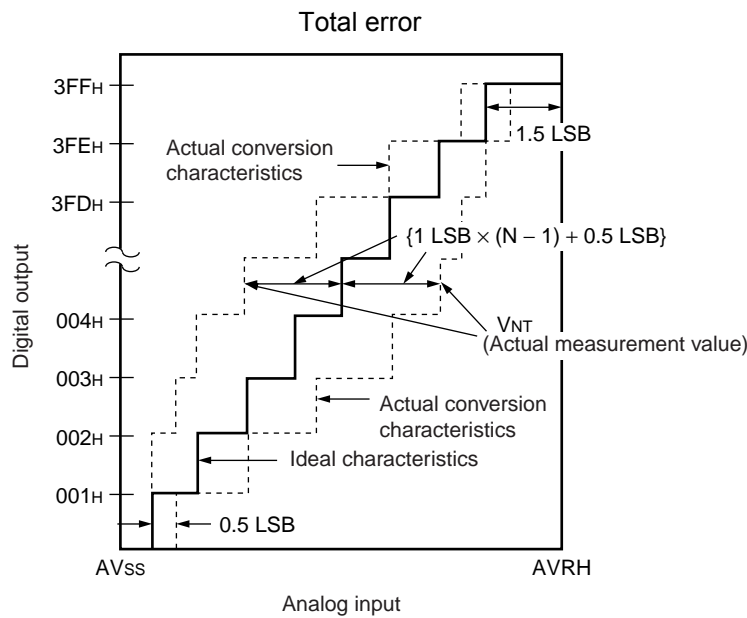 Total error
3FFH
3FEH
3FDH
004H
003H
002H
001H
Digital output
Actual conversion
characteristics
1.5 LSB
{1 LSB × (N − 1) + 0.5 LSB}
VNT
(Actual measurement value)
Actual conversion
characteristics
Ideal characteristics
0.5 LSB
AVSS
AVRH
Analog input